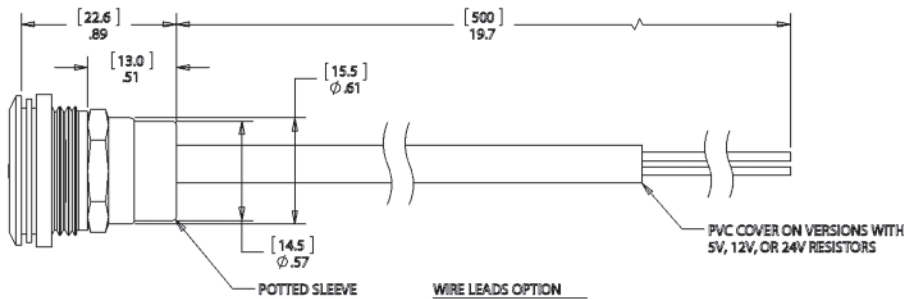 [22.6]
.89
[500]
19.7
[13.0]
.51
[15.5]
Ø.61
[14.5]
Ø.57
PVC COVER ON VERSIONS WITH
5V, 12V, OR 24V RESISTORS
POTTED SLEEVE
WIRE LEADS OPTION